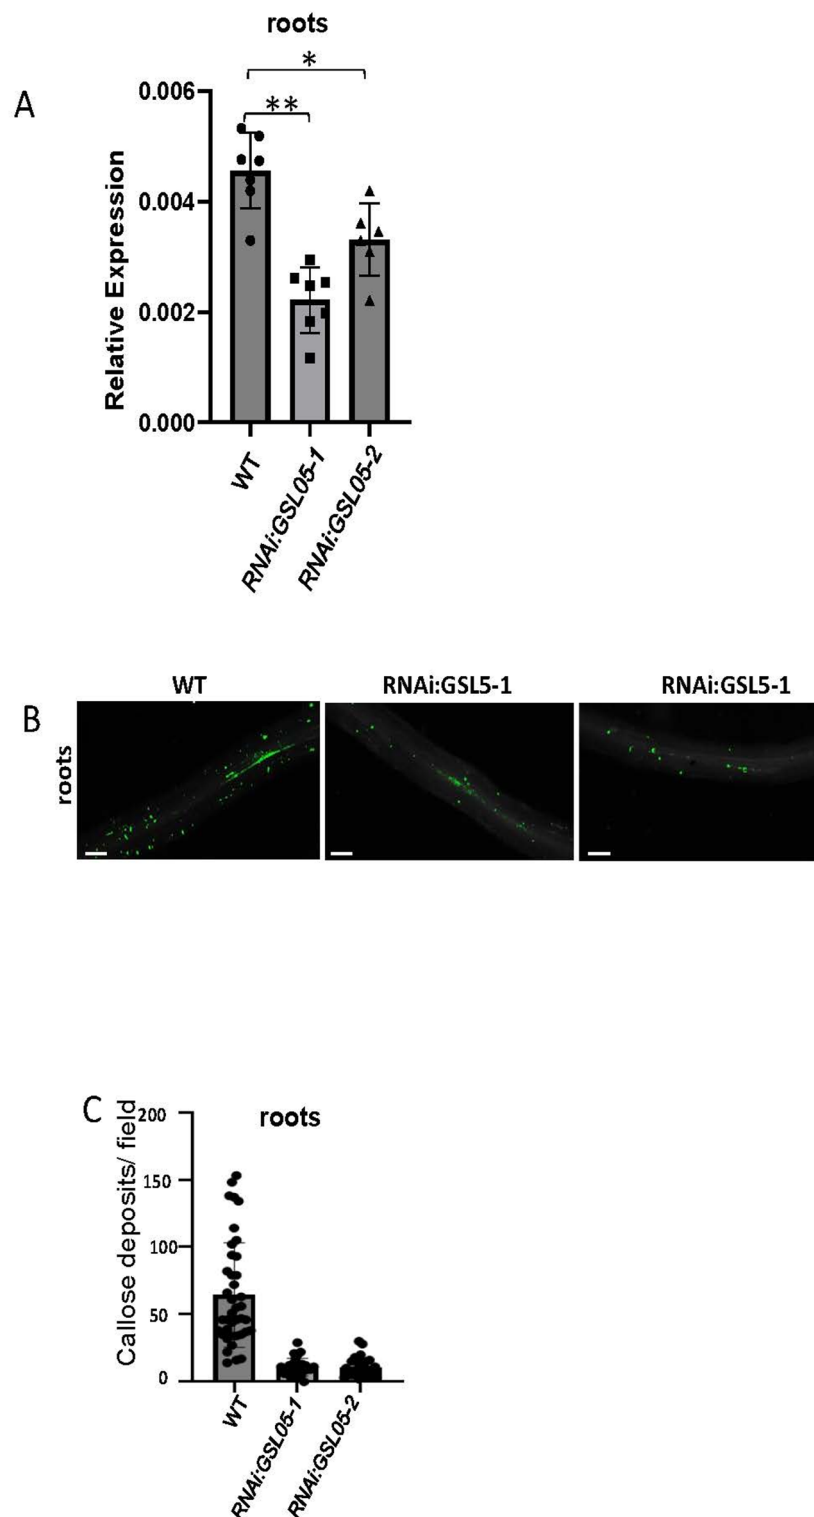 roots
A
*
**
0.006
0.004
0.002
0.000
Relative Expression
WT
RNAi:GSL05-1
RNAi:GSL05-2
B
WT
RNAi:GSL5-1
RNAi:GSL5-1
roots
C
roots
Callose deposits/ field
200
150
100
50
0
WT
RNAi:GSL05-1
RNAi:GSL05-2